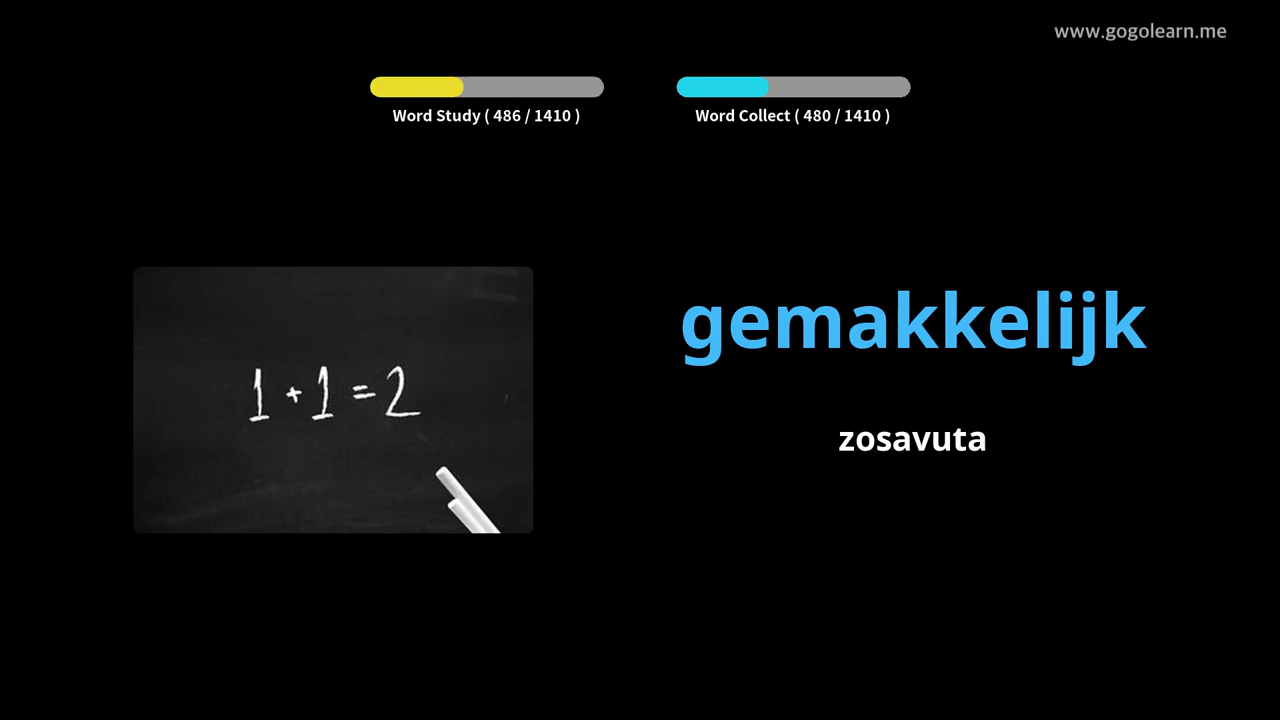 www.gogolearn.me
Word Study ( 486 / 1410 )
Word Collect ( 480 / 1410 )
gemakkelijk
1 + 1 = 2
zosavuta